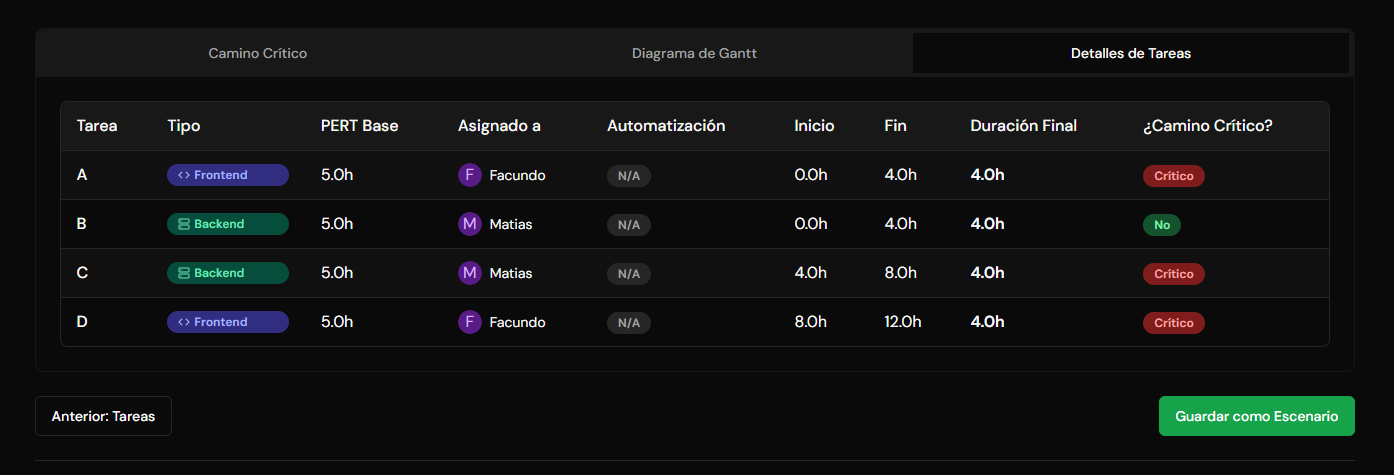 Camino Crítico Diagrama de Gantt Detalles de Tareas
Tarea Tipo PERT Base Asignado a Automatización Inicio Fin Duración Final ¿Camino Crítico?
A Frontend 5.0h F Facundo N/A 0.0h 4.0h 4.0h Crítico
B Backend 5.0h M Matias N/A 0.0h 4.0h 4.0h No
C Backend 5.0h M Matias N/A 4.0h 8.0h 4.0h Crítico
D Frontend 5.0h F Facundo N/A 8.0h 12.0h 4.0h Crítico
Anterior: Tareas Guardar como Escenario